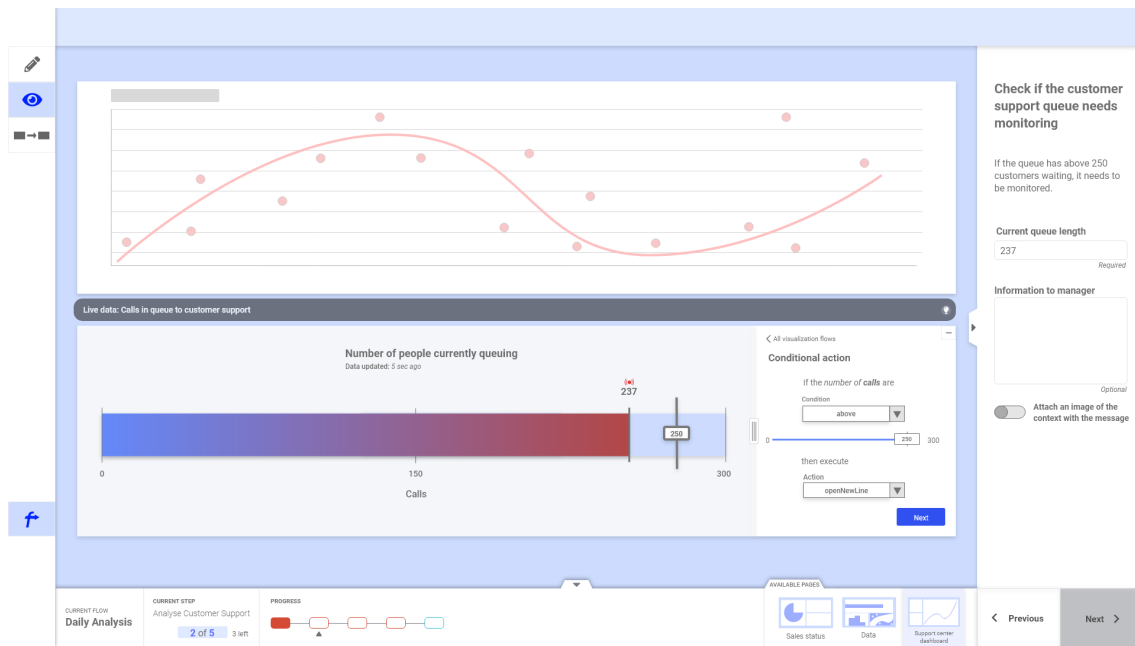 Check if the customer
support queue needs
monitoring
If the queue has above 250
customers waiting, it needs to
be monitored.
Current queue length
237
Required
Information to manager
Optional
Attach an image of the
context with the message
Live data: Calls in queue to customer support
Number of people currently queuing
Data updated: 5 sec ago
237
250
0
150
300
Calls
All visualization flows
Conditional action
If the number of calls are
Condition
above
0
250
300
then execute
Action
openNewLine
Next
CURRENT FLOW
Daily Analysis
CURRENT STEP
Analyse Customer Support
2 of 5
3 left
PROGRESS
AVAILABLE PAGES
Sales status
Data
Support center
dashboard
Previous
Next